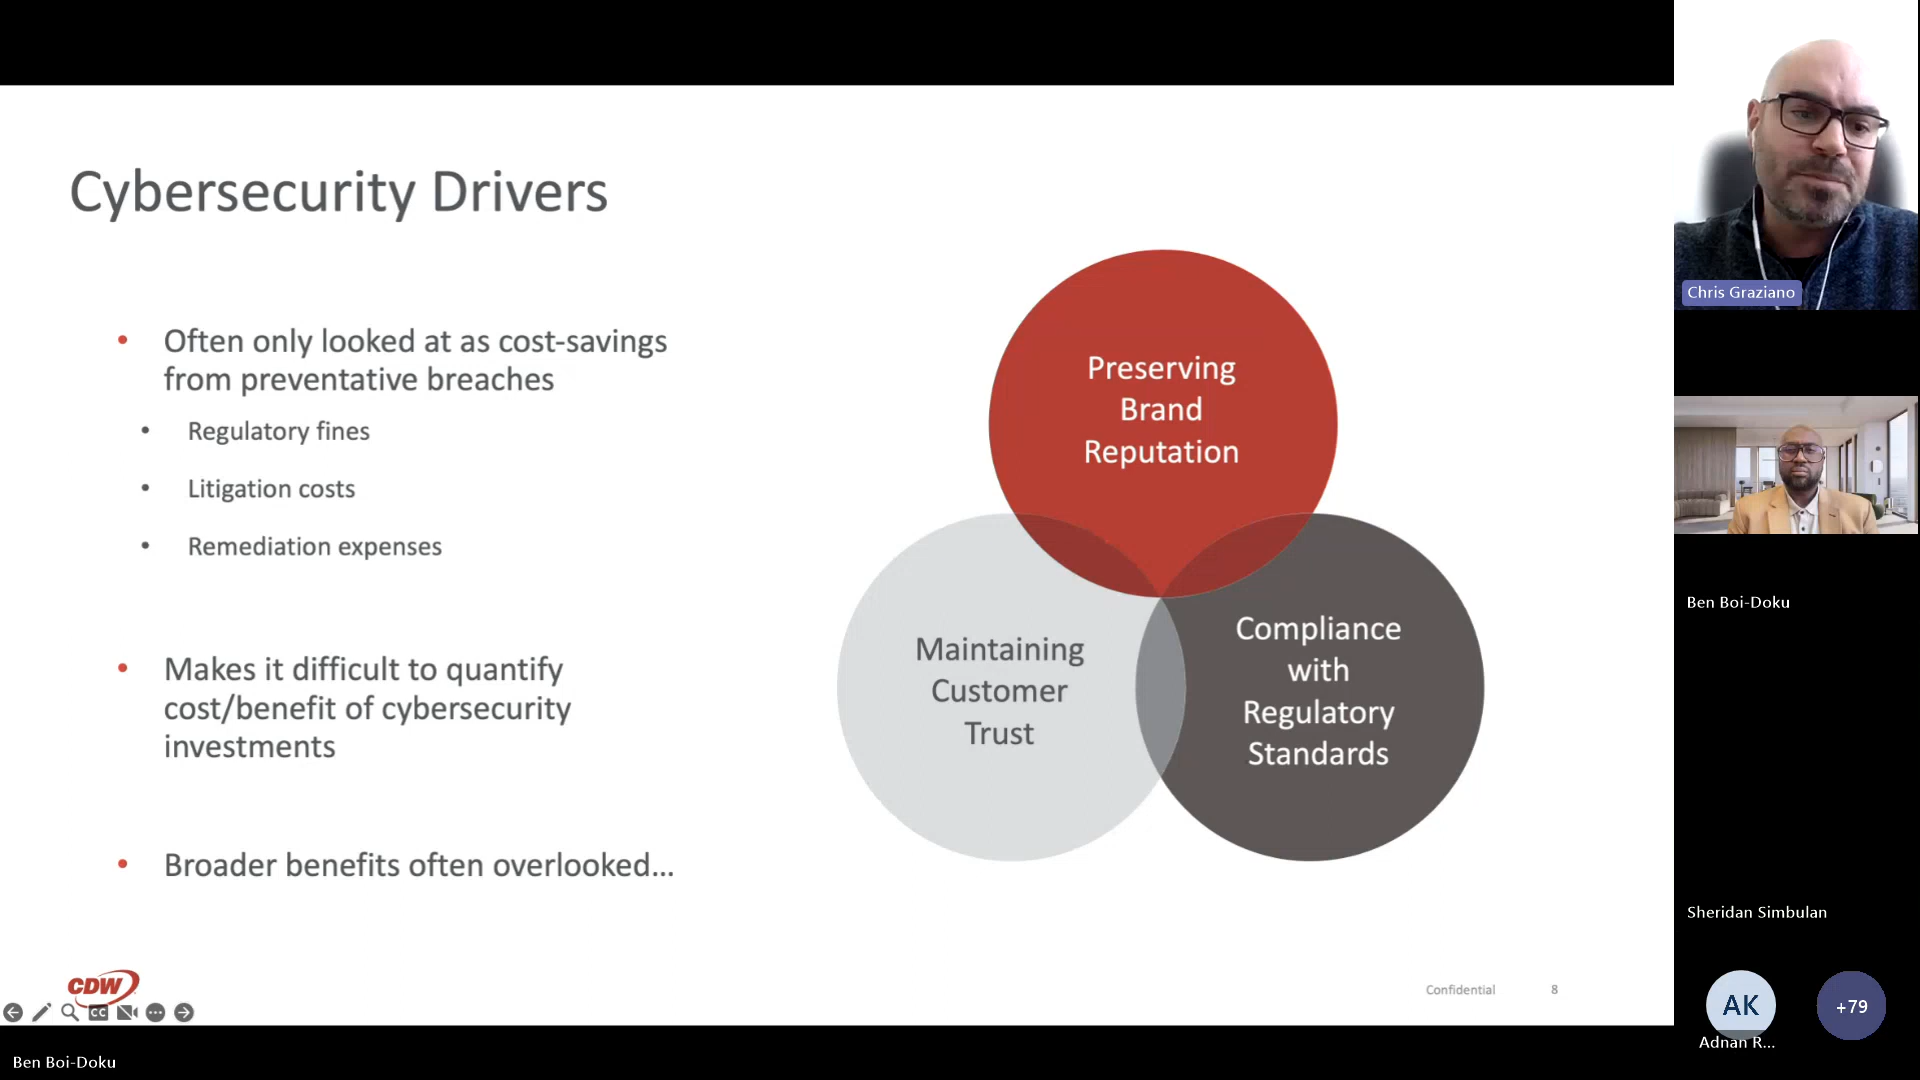 Cybersecurity Drivers
• Often only looked at as cost-savings
from preventative breaches
• Regulatory fines
• Litigation costs
• Remediation expenses
• Makes it difficult to quantify
cost/benefit of cybersecurity
investments
• Broader benefits often overlooked...
Preserving
Brand
Reputation
Maintaining
Customer
Trust
Compliance
with
Regulatory
Standards
CDW
CC
Confidential
8
Ben Boi-Doku
Chris Graziano
Ben Boi-Doku
Sheridan Simbulan
AK
Adnan R...
+79